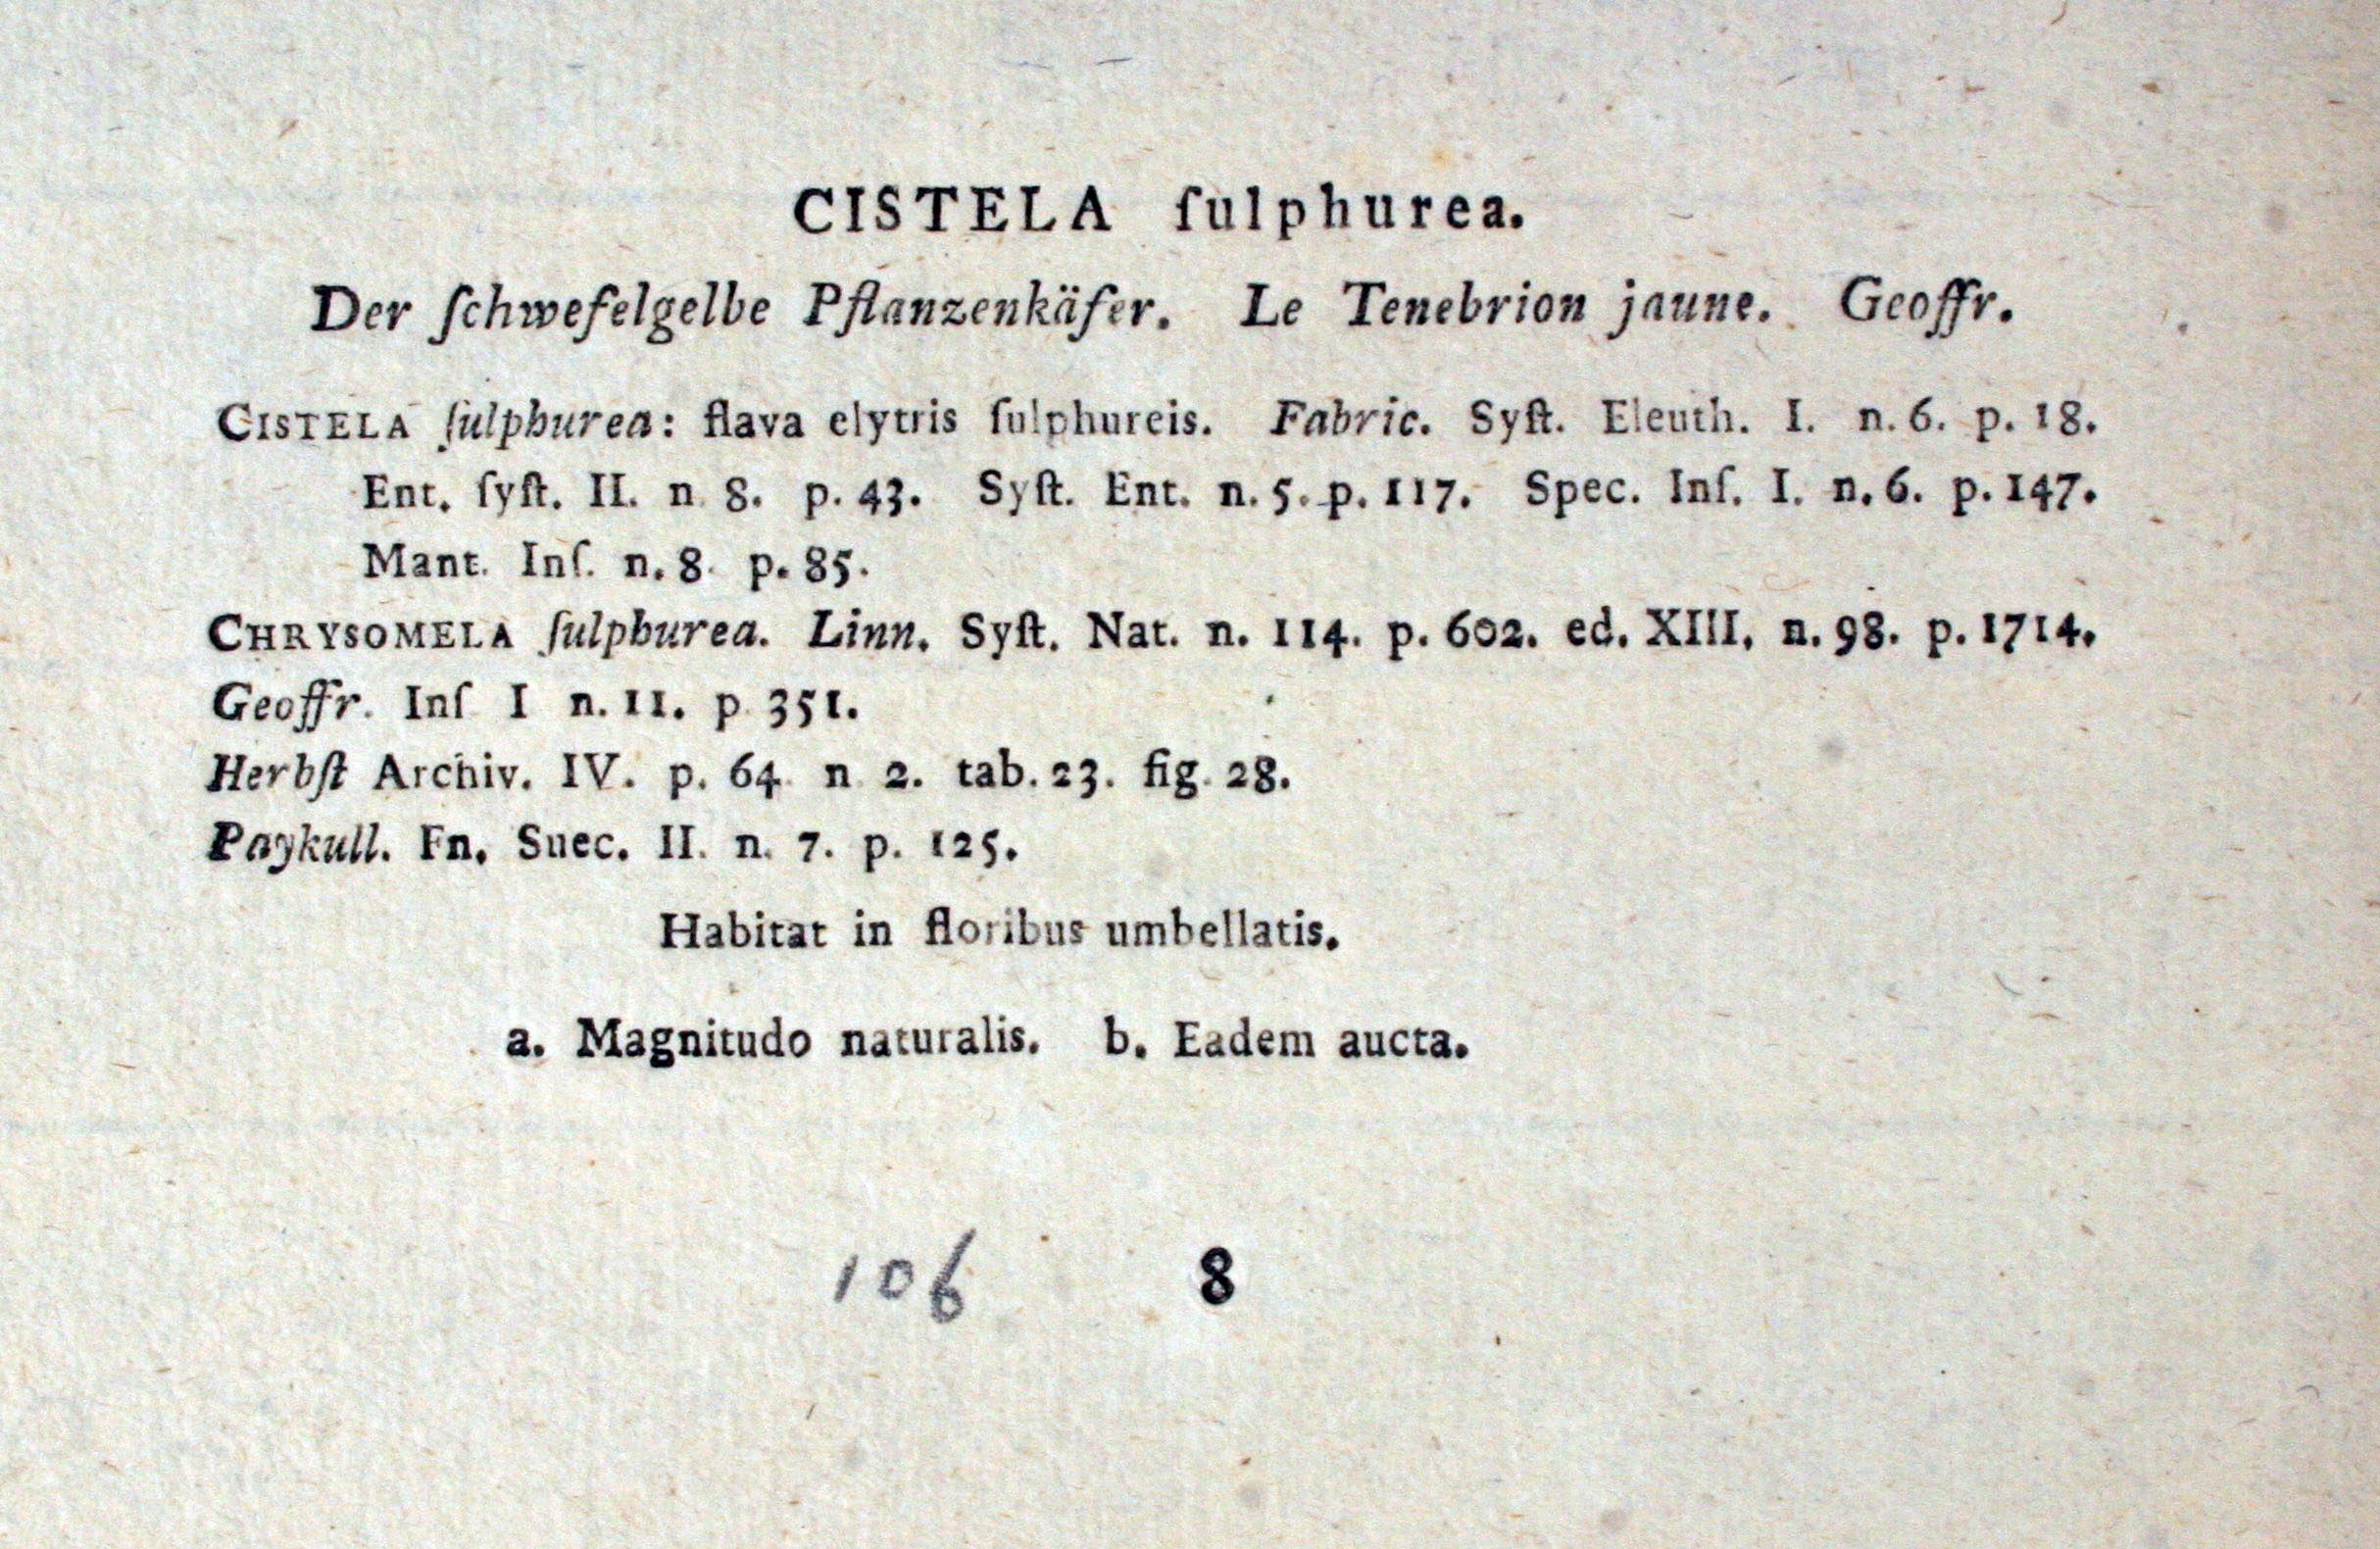 CISTELA ſulphurea.
Der ſchwefelgelbe Pflanzenkäfer. Le Tenebrion jaune. Geoffr.
CISTELA ſulphurea: flava elytris ſulphureis. Fabric. Syſt. Eleuth. I. n. 6. p. 18.
Ent. ſyſt. II. n 8. p. 43. Syſt. Ent. n. 5. p. 117. Spec. Inſ. I. n. 6. p. 147.
Mant. Inſ. n. 8. p. 85.
CHRYSOMELA ſulphurea. Linn. Syſt. Nat. n. 114. p. 602. ed. XIII. n. 98. p. 1714.
Geoffr. Inſ I n. 11. p 351.
Herbſt Archiv. IV. p. 64 n 2. tab. 23. fig. 28.
Paykull. Fn. Suec. II. n. 7. p. 125.
Habitat in floribus umbellatis.
a. Magnitudo naturalis. b. Eadem aucta.
106 8